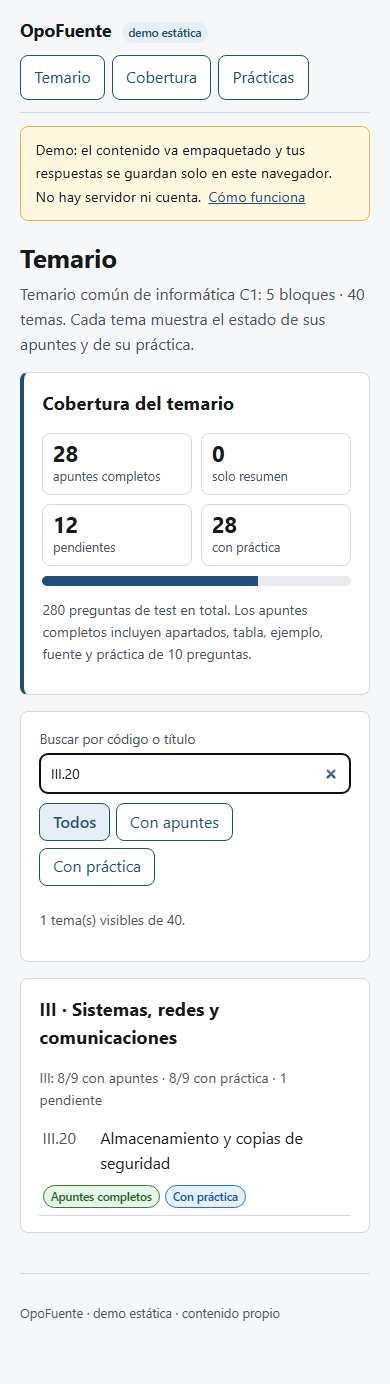 OpoFuente demo estática
Temario Cobertura Prácticas
Demo: el contenido va empaquetado y tus
respuestas se guardan solo en este navegador.
No hay servidor ni cuenta. Cómo funciona
Temario
Temario común de informática C1: 5 bloques · 40
temas. Cada tema muestra el estado de sus
apuntes y de su práctica.
Cobertura del temario
28 0
apuntes completos solo resumen
12 28
pendientes con práctica
280 preguntas de test en total. Los apuntes
completos incluyen apartados, tabla, ejemplo,
fuente y práctica de 10 preguntas.
Buscar por código o título
III.20
Todos Con apuntes
Con práctica
1 tema(s) visibles de 40.
III · Sistemas, redes y
comunicaciones
III: 8/9 con apuntes · 8/9 con práctica · 1
pendiente
III.20 Almacenamiento y copias de
seguridad
Apuntes completos Con práctica
OpoFuente · demo estática · contenido propio